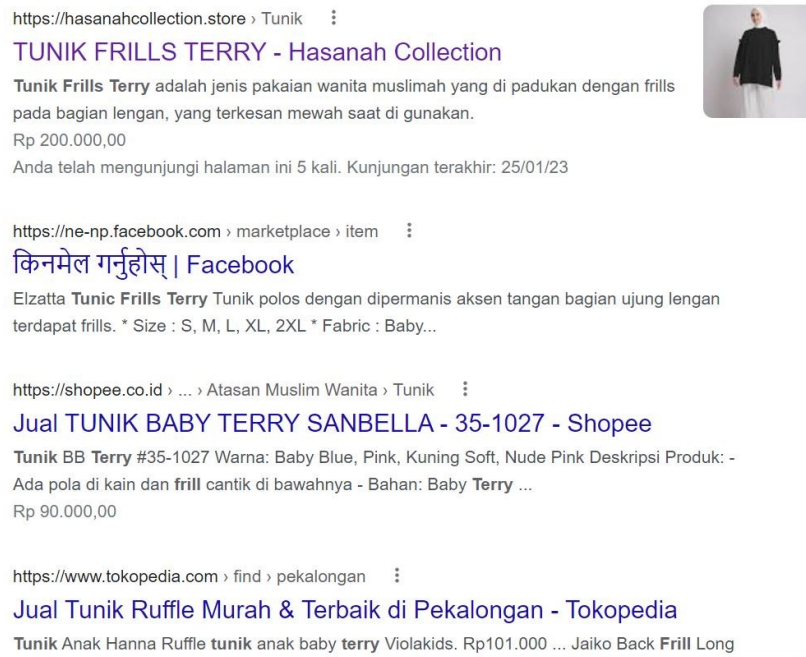 https://hasanahcollection.store › Tunik
TUNIK FRILLS TERRY - Hasanah Collection
Tunik Frills Terry adalah jenis pakaian wanita muslimah yang di padukan dengan frills
pada bagian lengan, yang terkesan mewah saat di gunakan.
Rp 200.000,00
Anda telah mengunjungi halaman ini 5 kali. Kunjungan terakhir: 25/01/23
https://ne-np.facebook.com › marketplace › item
किनमेल गर्नुहोस् | Facebook
Elzatta Tunic Frills Terry Tunik polos dengan dipermanis aksen tangan bagian ujung lengan
terdapat frills. * Size : S, M, L, XL, 2XL * Fabric : Baby...
https://shopee.co.id › ... › Atasan Muslim Wanita › Tunik
Jual TUNIK BABY TERRY SANBELLA - 35-1027 - Shopee
Tunik BB Terry #35-1027 Warna: Baby Blue, Pink, Kuning Soft, Nude Pink Deskripsi Produk: -
Ada pola di kain dan frill cantik di bawahnya - Bahan: Baby Terry ...
Rp 90.000,00
https://www.tokopedia.com › find › pekalongan
Jual Tunik Ruffle Murah & Terbaik di Pekalongan - Tokopedia
Tunik Anak Hanna Ruffle tunik anak baby terry Violakids. Rp101.000 ... Jaiko Back Frill Long